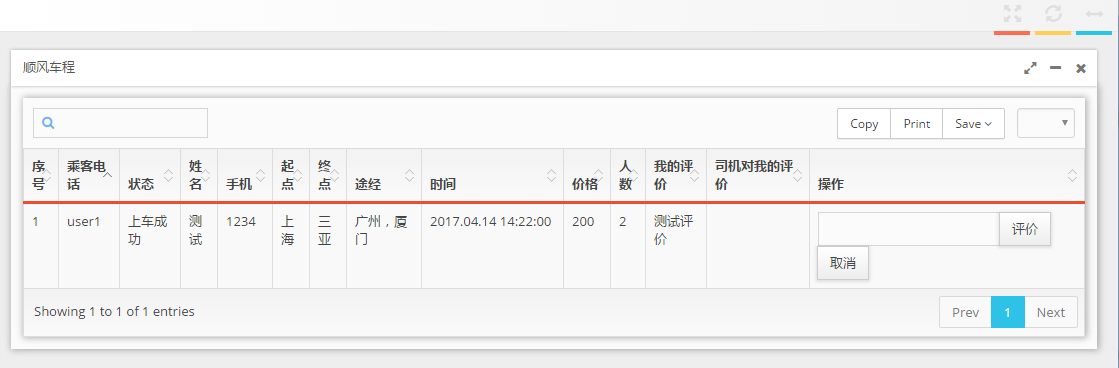 顺风车程
Copy Print Save
序号 乘客电话 状态 姓名 手机 起点 终点 途经 时间 价格 人数 我的评价 司机对我的评价 操作
1 user1 上车成功 测试 1234 上海 三亚 广州，厦门 2017.04.14 14:22:00 200 2 测试评价 评价
取消
Showing 1 to 1 of 1 entries Prev 1 Next